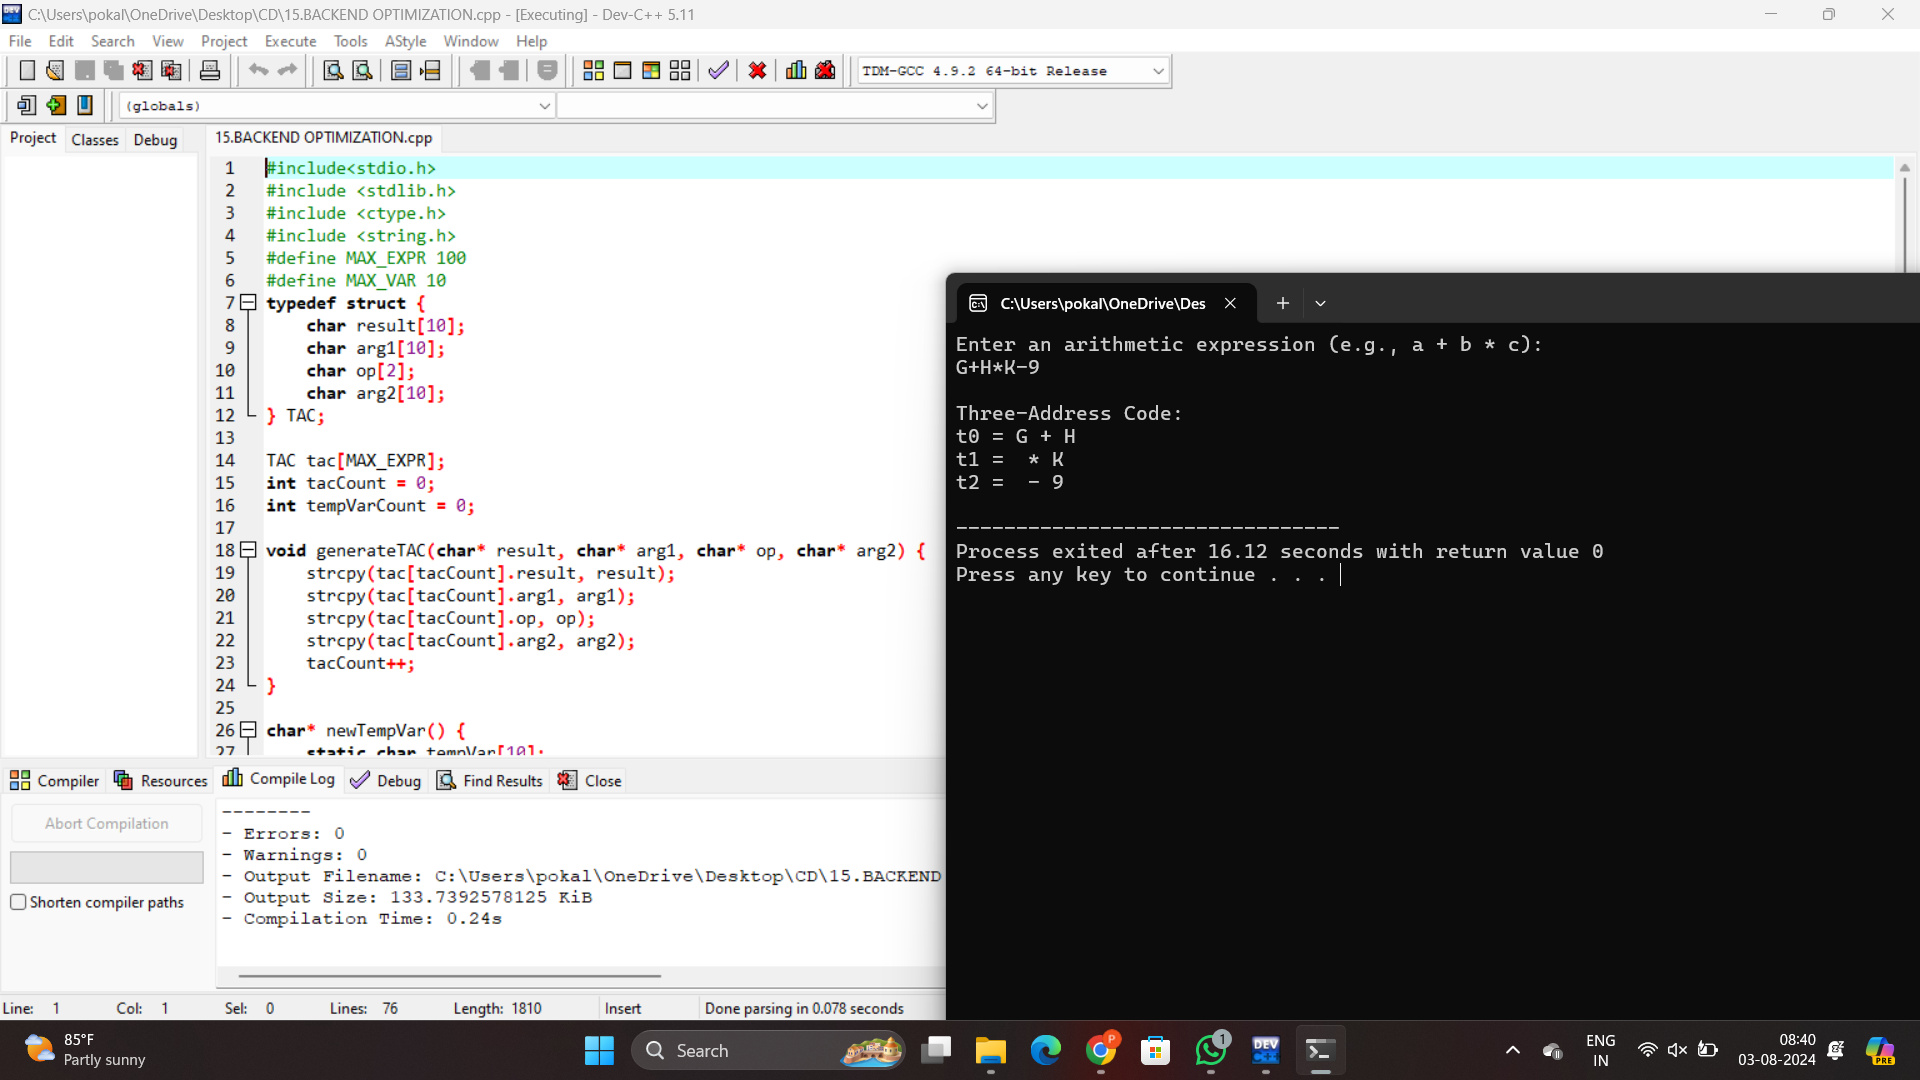 C:\Users\pokal\OneDrive\Desktop\CD\15.BACKEND OPTIMIZATION.cpp - [Executing] - Dev-C++ 5.11
File Edit Search View Project Execute Tools AStyle Window Help
TDM-GCC 4.9.2 64-bit Release
(globals)
Project Classes Debug
15.BACKEND OPTIMIZATION.cpp
1 #include<stdio.h>
2 #include <stdlib.h>
3 #include <ctype.h>
4 #include <string.h>
5 #define MAX_EXPR 100
6 #define MAX_VAR 10
7 typedef struct {
8 char result[10];
9 char arg1[10];
10 char op[2];
11 char arg2[10];
12 } TAC;
13
14 TAC tac[MAX_EXPR];
15 int tacCount = 0;
16 int tempVarCount = 0;
17
18 void generateTAC(char* result, char* arg1, char* op, char* arg2) {
19 strcpy(tac[tacCount].result, result);
20 strcpy(tac[tacCount].arg1, arg1);
21 strcpy(tac[tacCount].op, op);
22 strcpy(tac[tacCount].arg2, arg2);
23 tacCount++;
24 }
25
26 char* newTempVar() {
27 static char tempVar[10];
C:\Users\pokal\OneDrive\Des
Enter an arithmetic expression (e.g., a + b * c):
G+H*K-9
Three-Address Code:
t0 = G + H
t1 =  * K
t2 =  - 9
--------------------------------
Process exited after 16.12 seconds with return value 0
Press any key to continue . . .
Compiler Resources Compile Log Debug Find Results Close
Abort Compilation
Shorten compiler paths
--------
- Errors: 0
- Warnings: 0
- Output Filename: C:\Users\pokal\OneDrive\Desktop\CD\15.BACKEND
- Output Size: 133.7392578125 KiB
- Compilation Time: 0.24s
Line: 1 Col: 1 Sel: 0 Lines: 76 Length: 1810 Insert Done parsing in 0.078 seconds
85°F
Partly sunny
Search
P
1
DEV
C++
ENG
IN
08:40
03-08-2024
PRE